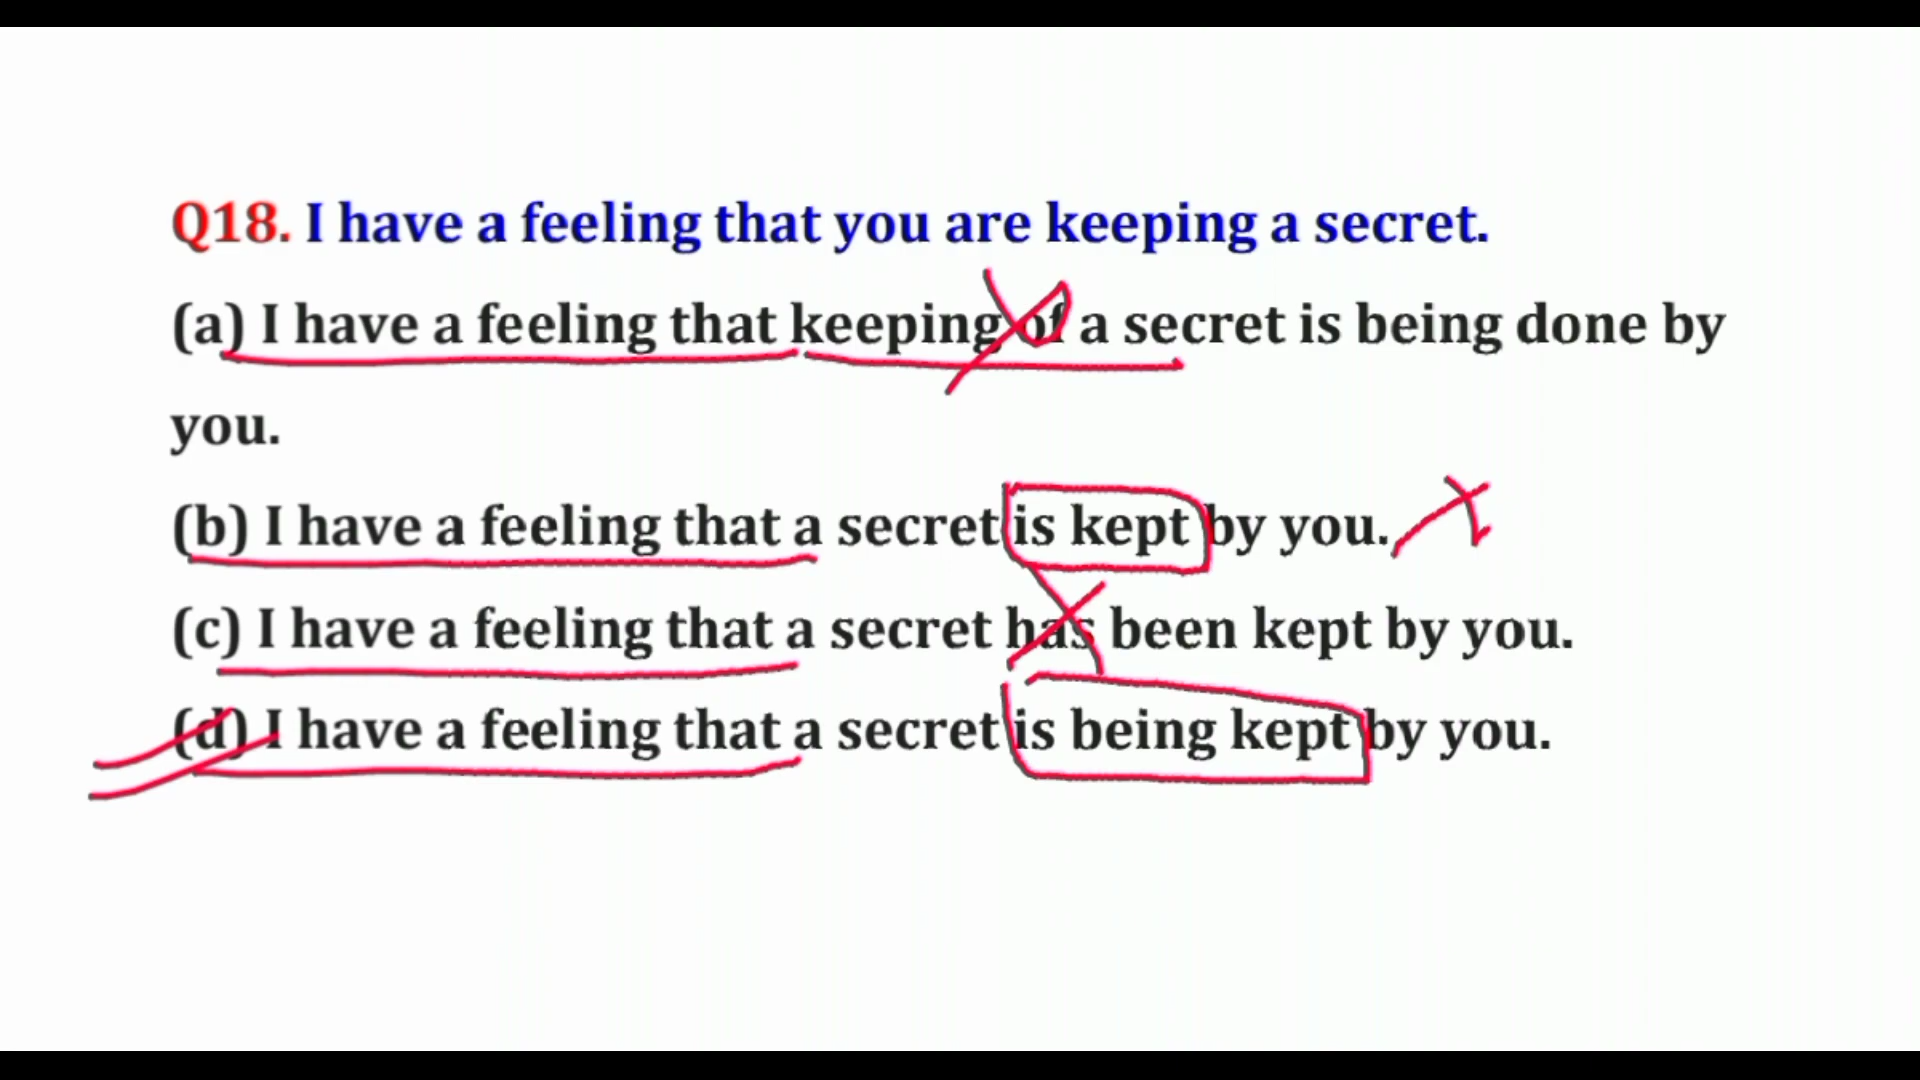 Q18. I have a feeling that you are keeping a secret.
(a) I have a feeling that keeping of a secret is being done by
you.
(b) I have a feeling that a secret is kept by you.
(c) I have a feeling that a secret has been kept by you.
(d) I have a feeling that a secret is being kept by you.